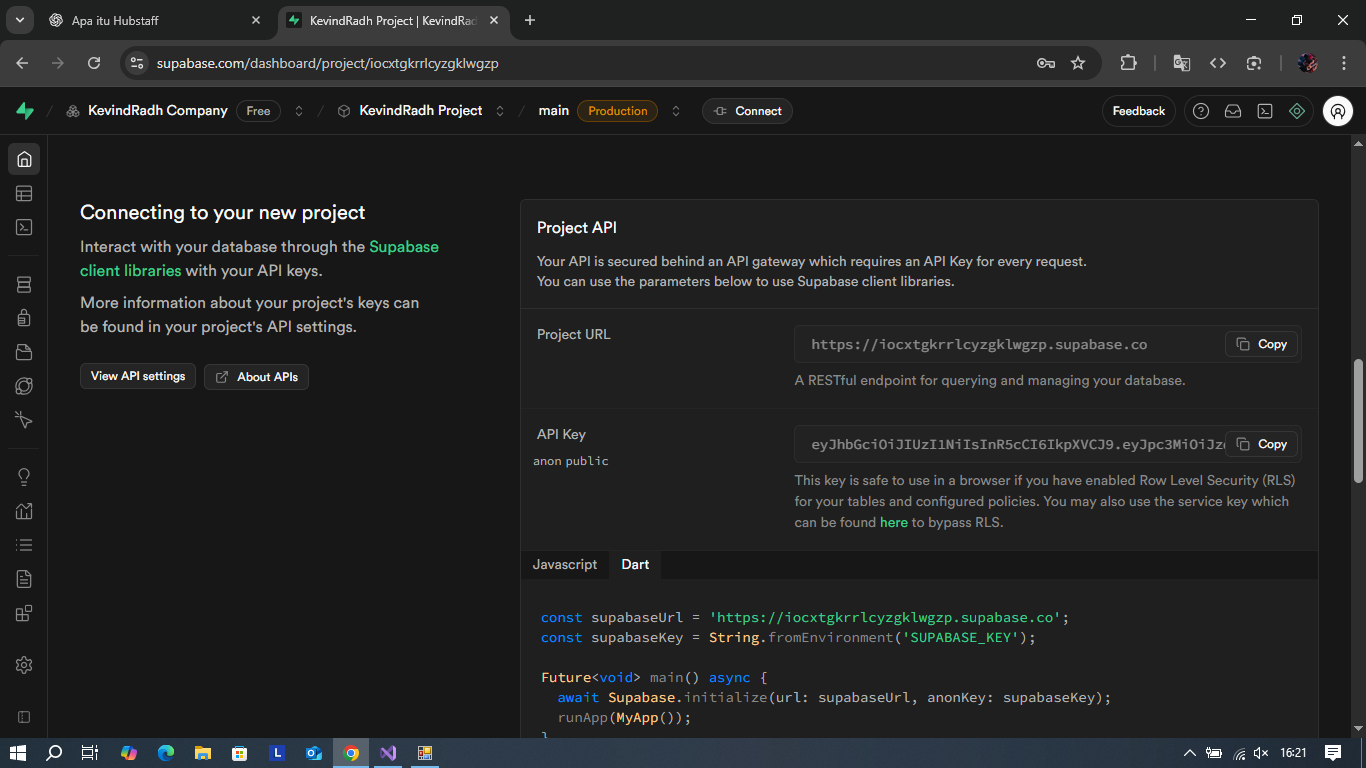 Apa itu Hubstaff
KevindRadh Project | KevindRad
supabase.com/dashboard/project/iocxtgkrrlcyzgklwgzp
KevindRadh Company Free KevindRadh Project main Production Connect Feedback
Connecting to your new project
Interact with your database through the Supabase
client libraries with your API keys.
More information about your project's keys can
be found in your project's API settings.
View API settings About APIs
Project API
Your API is secured behind an API gateway which requires an API Key for every request.
You can use the parameters below to use Supabase client libraries.
Project URL
https://iocxtgkrrlcyzgklwgzp.supabase.co Copy
A RESTful endpoint for querying and managing your database.
API Key
anon public
eyJhbGciOiJIUzI1NiIsInR5cCI6IkpXVCJ9.eyJpc3MiOiJz Copy
This key is safe to use in a browser if you have enabled Row Level Security (RLS)
for your tables and configured policies. You may also use the service key which
can be found here to bypass RLS.
Javascript Dart
const supabaseUrl = 'https://iocxtgkrrlcyzgklwgzp.supabase.co';
const supabaseKey = String.fromEnvironment('SUPABASE_KEY');
Future<void> main() async {
await Supabase.initialize(url: supabaseUrl, anonKey: supabaseKey);
runApp(MyApp());
}
L
16:21